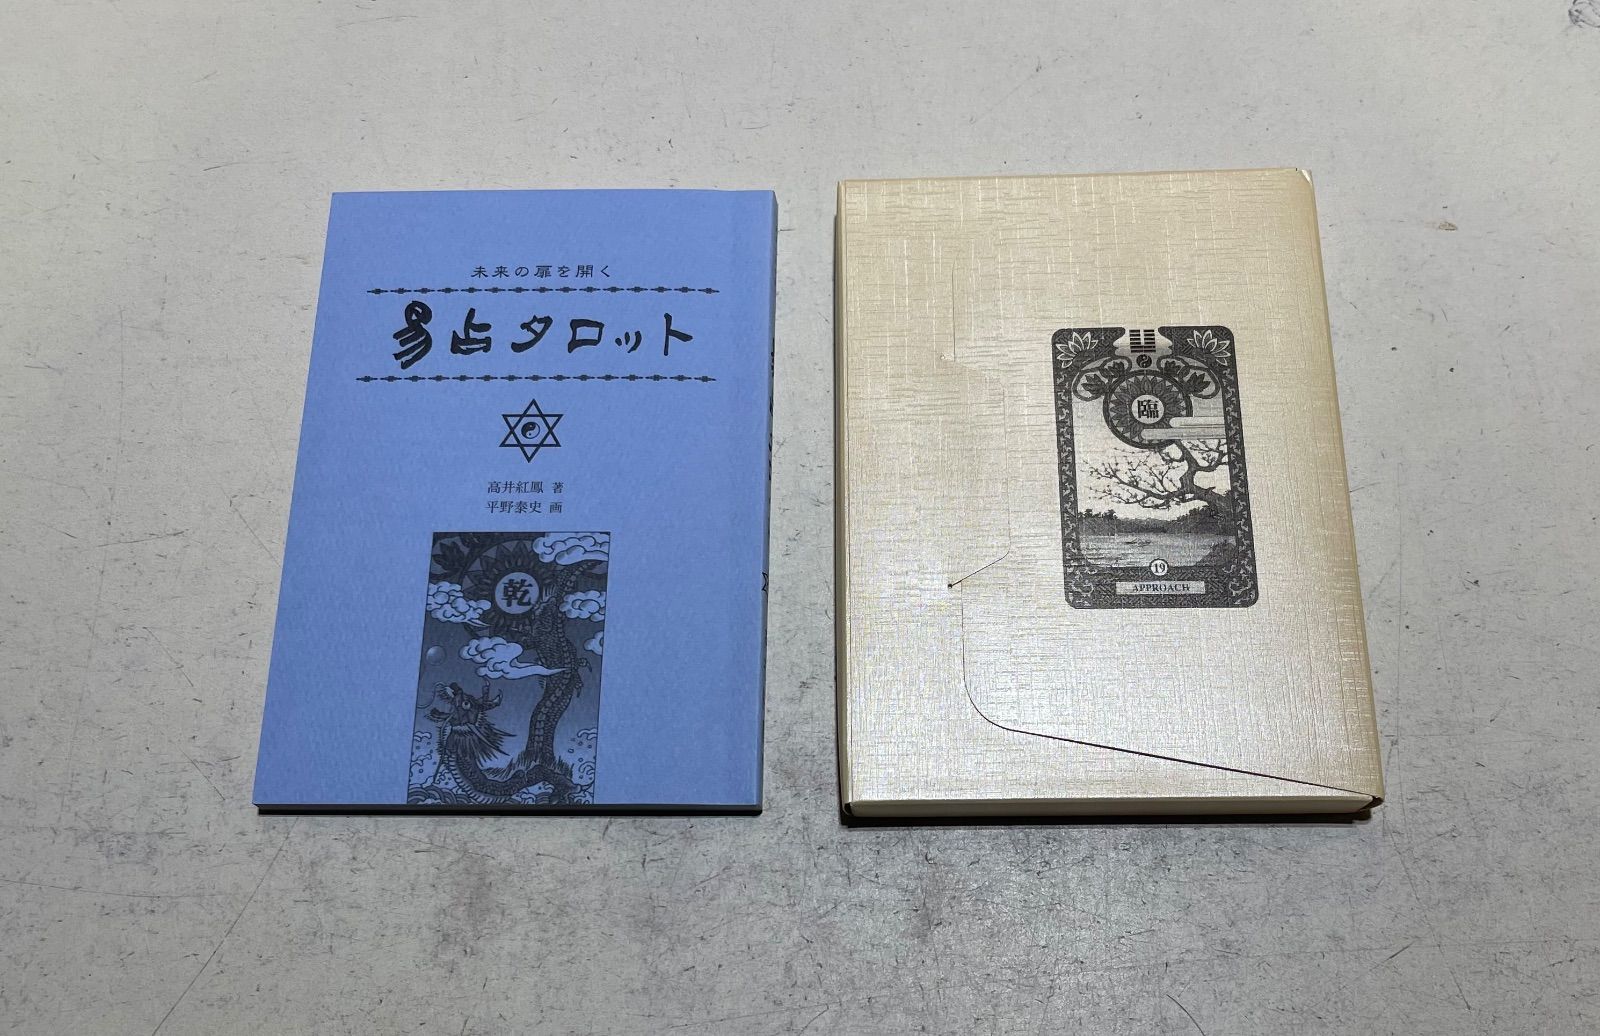 未来の扉を開く
易占タロット
高井紅鳳 著
平野泰史 画
乾
臨
19
APPROACH